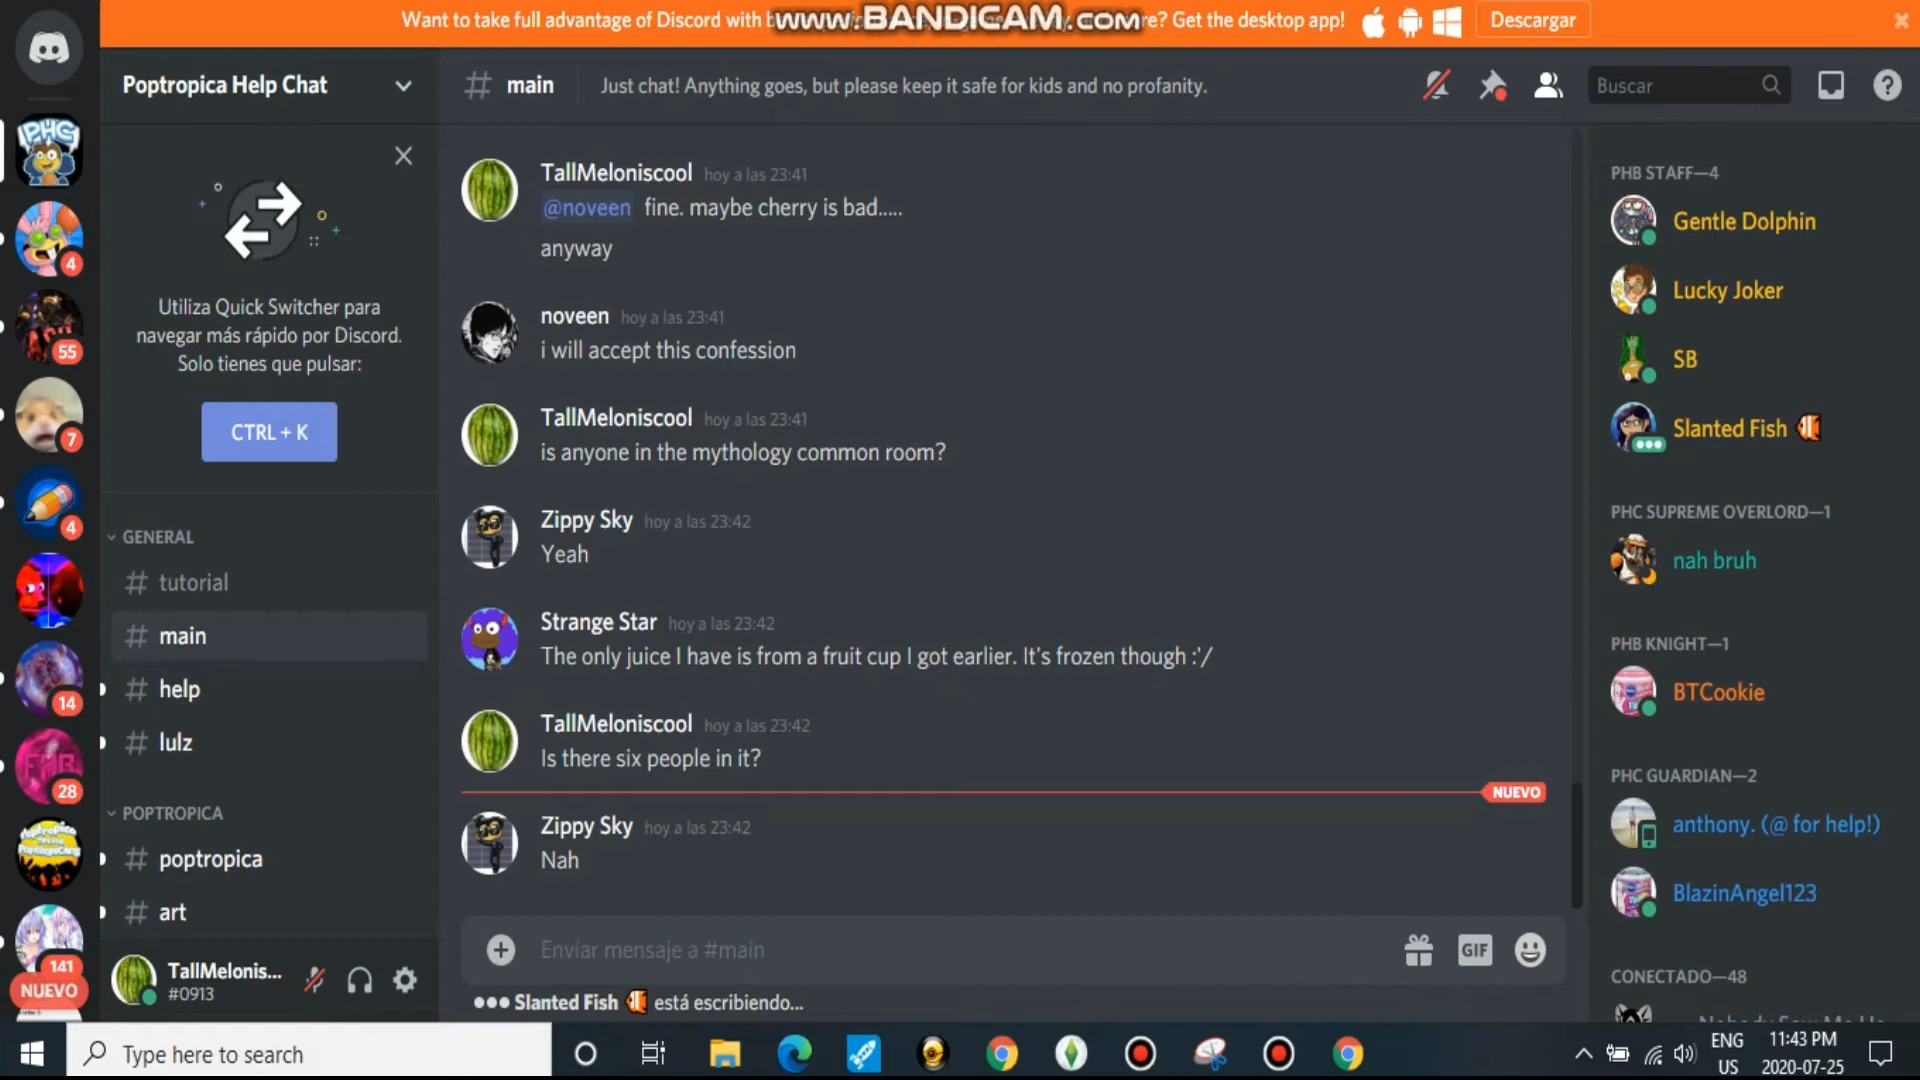 Want to take full advantage of Discord with
www.BANDICAM.com
re? Get the desktop app!
Descargar
Poptropica Help Chat
# main
Just chat! Anything goes, but please keep it safe for kids and no profanity.
Buscar
Utiliza Quick Switcher para
navegar más rápido por Discord.
Solo tienes que pulsar:
CTRL + K
GENERAL
# tutorial
# main
# help
# lulz
POPTROPICA
# poptropica
# art
TallMelonis...
#0913
PHC
4
55
7
4
14
28
141
NUEVO
TallMeloniscool hoy a las 23:41
@noveen fine. maybe cherry is bad.....
anyway
noveen hoy a las 23:41
i will accept this confession
TallMeloniscool hoy a las 23:41
is anyone in the mythology common room?
Zippy Sky hoy a las 23:42
Yeah
Strange Star hoy a las 23:42
The only juice I have is from a fruit cup I got earlier. It's frozen though :'/
TallMeloniscool hoy a las 23:42
Is there six people in it?
NUEVO
Zippy Sky hoy a las 23:42
Nah
Enviar mensaje a #main
GIF
Slanted Fish está escribiendo...
PHB STAFF—4
Gentle Dolphin
Lucky Joker
SB
Slanted Fish
PHC SUPREME OVERLORD—1
nah bruh
PHB KNIGHT—1
BTCookie
PHC GUARDIAN—2
anthony. (@ for help!)
BlazinAngel123
CONECTADO—48
Type here to search
ENG
US
11:43 PM
2020-07-25